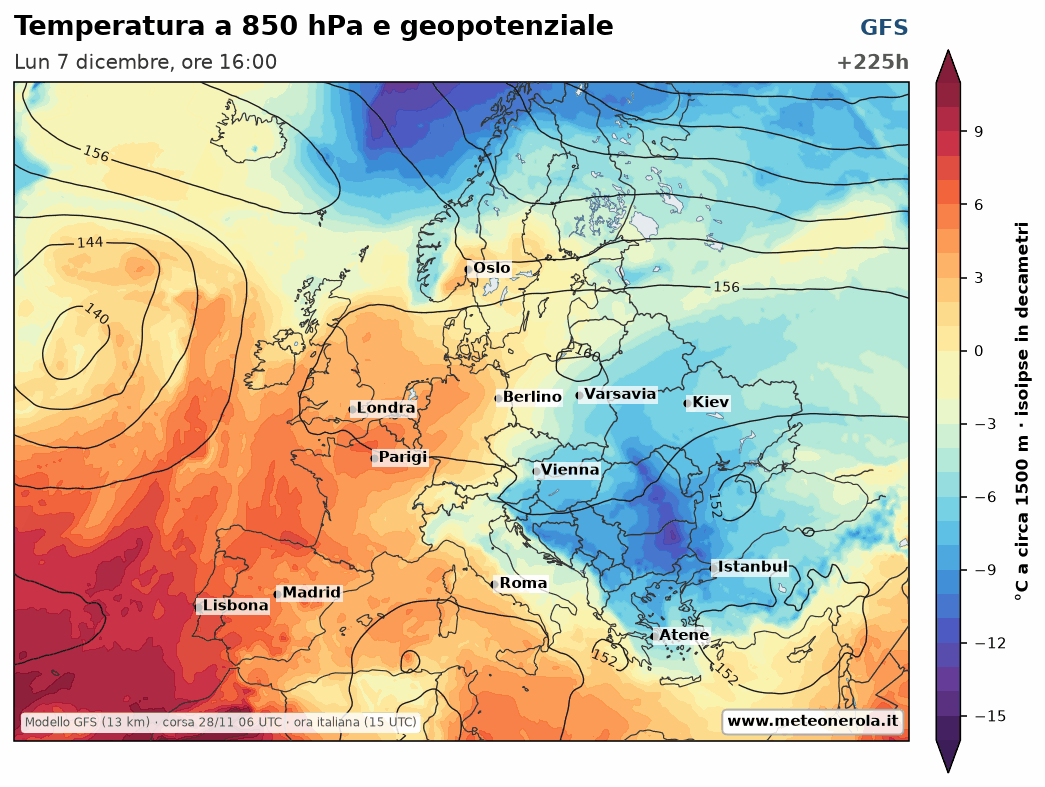 Temperatura a 850 hPa e geopotenziale
GFS
Lun 7 dicembre, ore 16:00
+225h
156
144
140
Oslo
156
160
Londra
Berlino
Varsavia
Kiev
Parigi
Vienna
152
Istanbul
Roma
Madrid
Lisbona
Atene
152
152
Modello GFS (13 km) · corsa 28/11 06 UTC · ora italiana (15 UTC)
www.meteonerola.it
9
6
3
0
−3
−6
−9
−12
−15
°C a circa 1500 m · isoipse in decametri